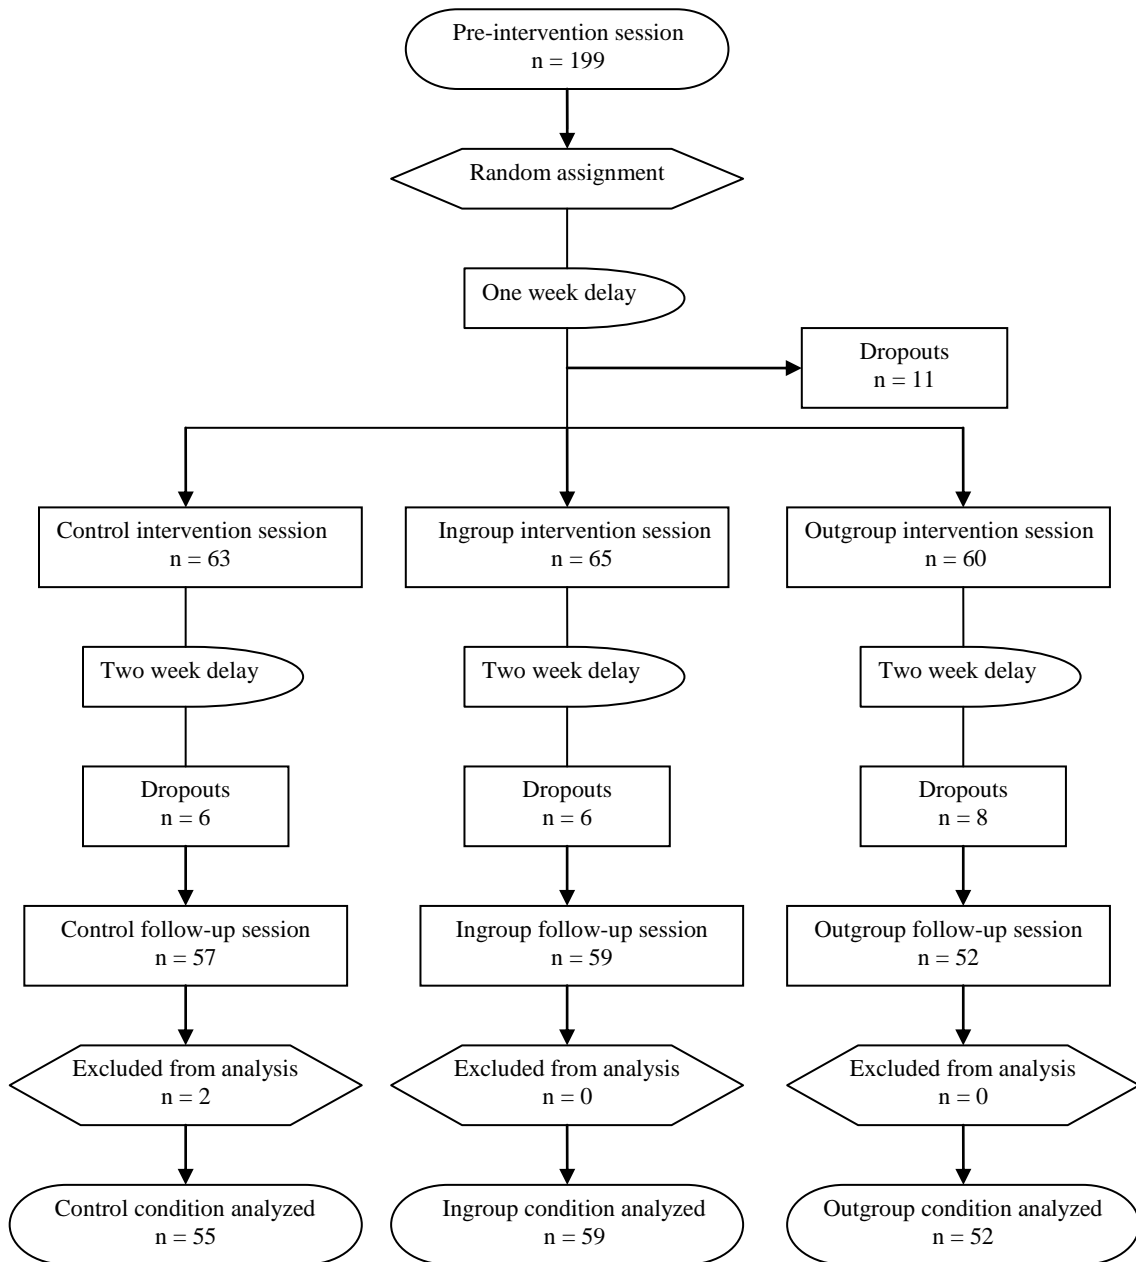 Pre-intervention session
n = 199
Random assignment
One week delay
Dropouts
n = 11
Control intervention session
n = 63
Ingroup intervention session
n = 65
Outgroup intervention session
n = 60
Two week delay
Two week delay
Two week delay
Dropouts
n = 6
Dropouts
n = 6
Dropouts
n = 8
Control follow-up session
n = 57
Ingroup follow-up session
n = 59
Outgroup follow-up session
n = 52
Excluded from analysis
n = 2
Excluded from analysis
n = 0
Excluded from analysis
n = 0
Control condition analyzed
n = 55
Ingroup condition analyzed
n = 59
Outgroup condition analyzed
n = 52